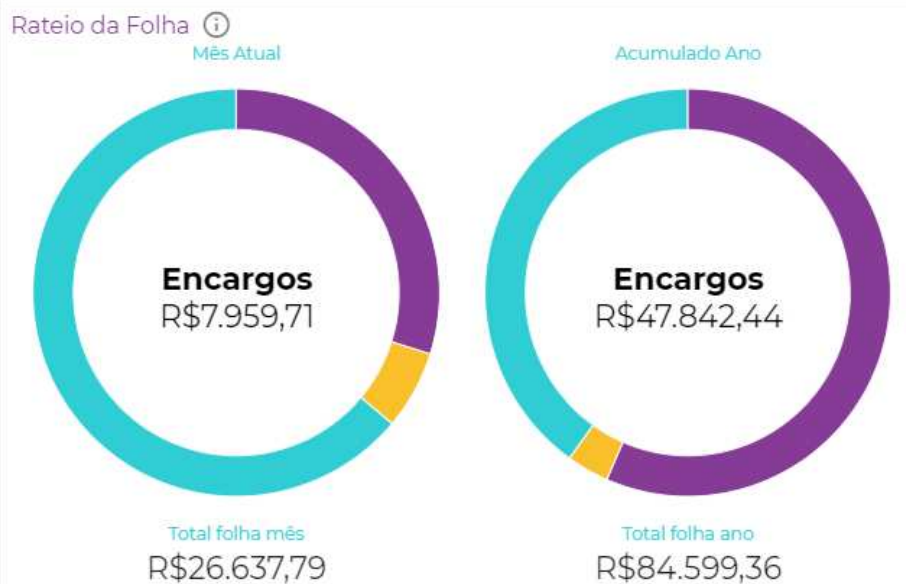 Rateio da Folha
Mês Atual
Acumulado Ano
Encargos
R$7.959,71
Encargos
R$47.842,44
Total folha mês
R$26.637,79
Total folha ano
R$84.599,36